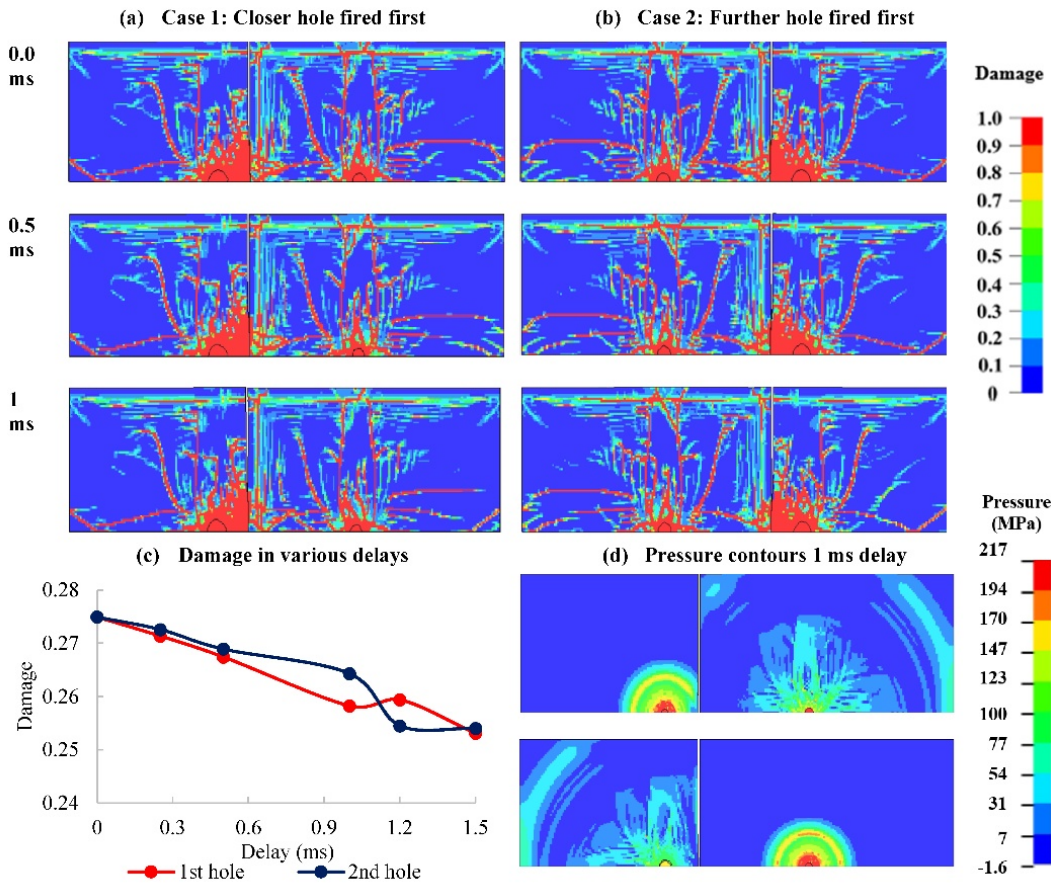 (a) Case 1: Closer hole fired first
(b) Case 2: Further hole fired first
0.0
ms
0.5
ms
1
ms
Damage
1.0
0.9
0.8
0.7
0.6
0.5
0.4
0.3
0.2
0.1
0
(c) Damage in various delays
0.28
0.27
0.26
0.25
0.24
Damage
0 0.3 0.6 0.9 1.2 1.5
Delay (ms)
1st hole 2nd hole
(d) Pressure contours 1 ms delay
Pressure
(MPa)
217
194
170
147
123
100
77
54
31
7
-1.6